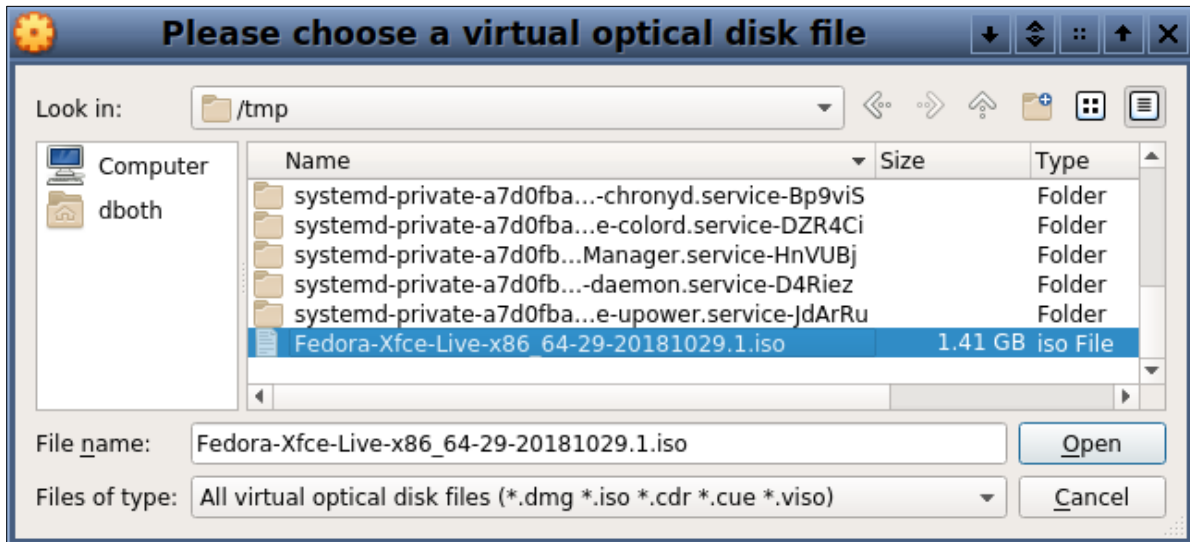 Please choose a virtual optical disk file
Look in: /tmp
Computer
dboth
Name Size Type
systemd-private-a7d0fba...-chronyd.service-Bp9viS Folder
systemd-private-a7d0fba...e-colord.service-DZR4Ci Folder
systemd-private-a7d0fb...Manager.service-HnVUBj Folder
systemd-private-a7d0fb...-daemon.service-D4Riez Folder
systemd-private-a7d0fba...e-upower.service-JdArRu Folder
Fedora-Xfce-Live-x86_64-29-20181029.1.iso 1.41 GB iso File
File name: Fedora-Xfce-Live-x86_64-29-20181029.1.iso Open
Files of type: All virtual optical disk files (*.dmg *.iso *.cdr *.cue *.viso) Cancel